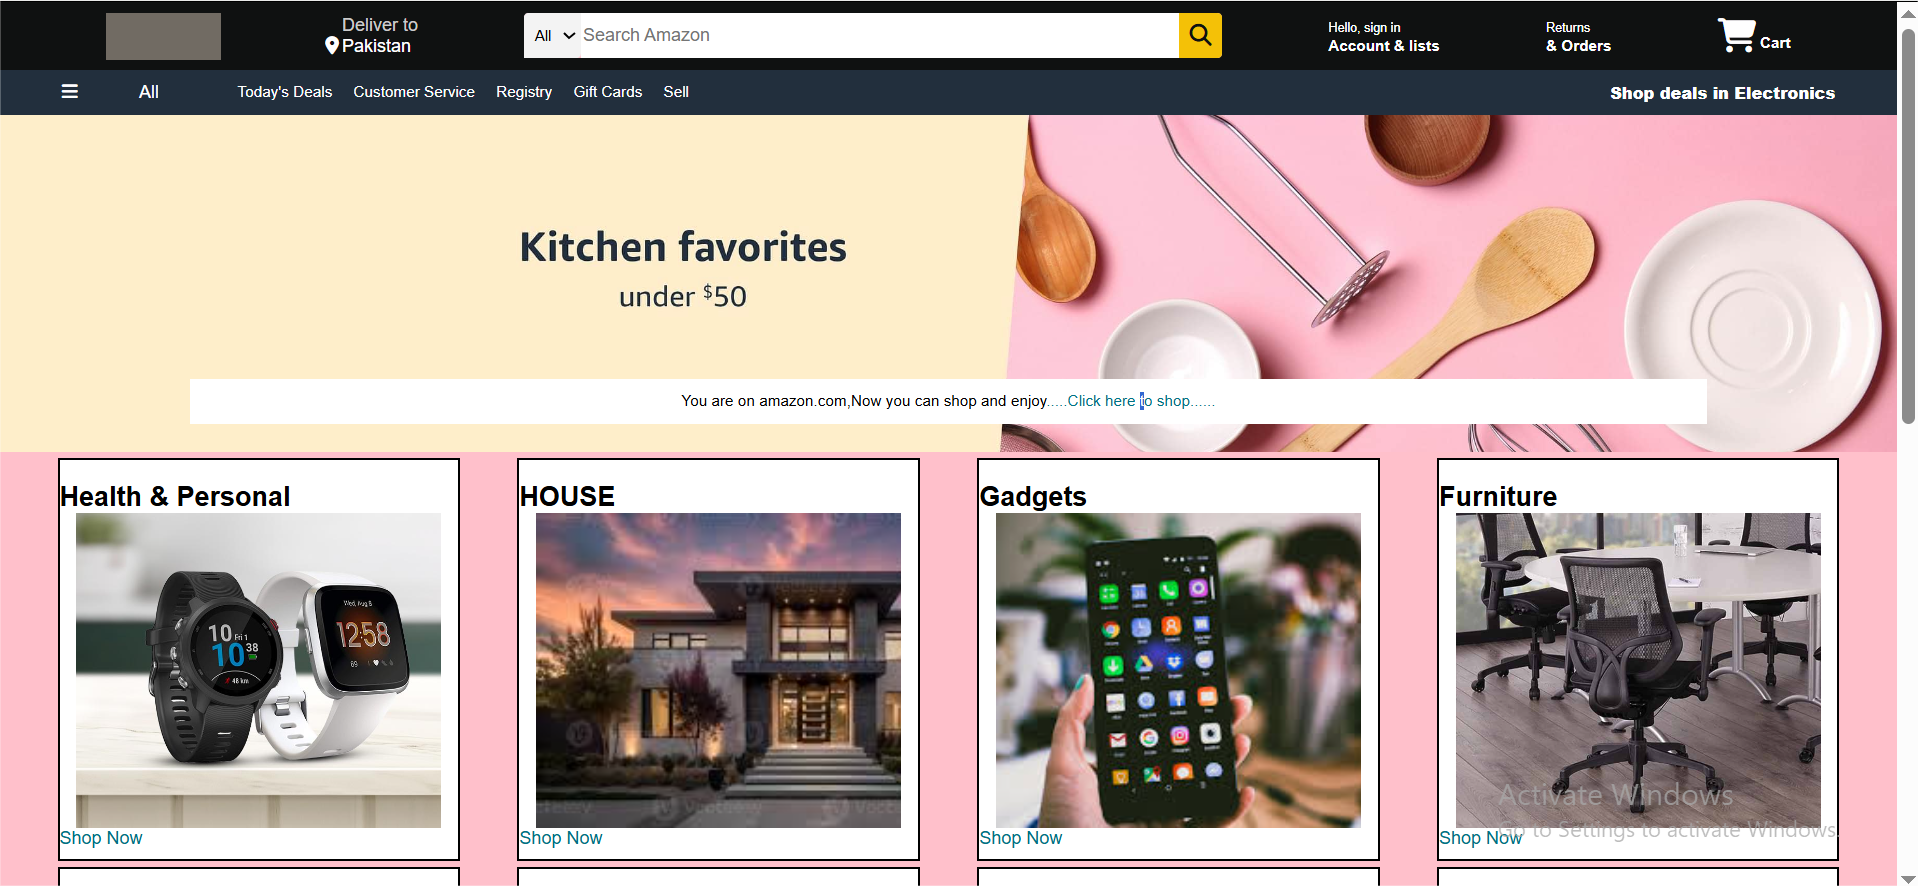 Deliver to
Pakistan
All
Search Amazon
Hello, sign in
Account & lists
Returns
& Orders
Cart
All
Today's Deals
Customer Service
Registry
Gift Cards
Sell
Shop deals in Electronics
Kitchen favorites
under $50
You are on amazon.com,Now you can shop and enjoy.....Click here to shop......
Health & Personal
HOUSE
Gadgets
Furniture
10 Fri 1
10 38
48 km
Wed, Aug 8
12:58
69
Shop Now
Shop Now
Shop Now
Shop Now
Activate Windows
Go to Settings to activate Windows.